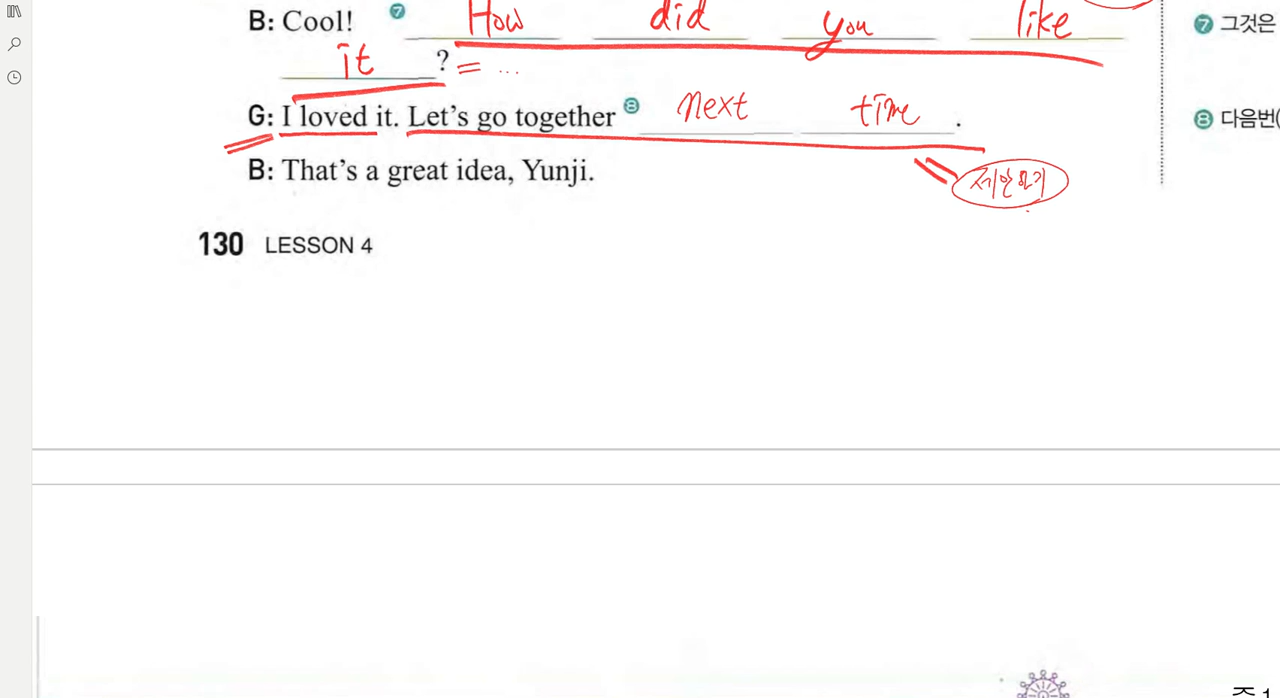 B: Cool! ⑦ How did you like ⑦ 그것은
it ? = ...
G: I loved it. Let's go together ⑧ next time . ⑧ 다음번(
제안하기
B: That's a great idea, Yunji.
130 LESSON 4